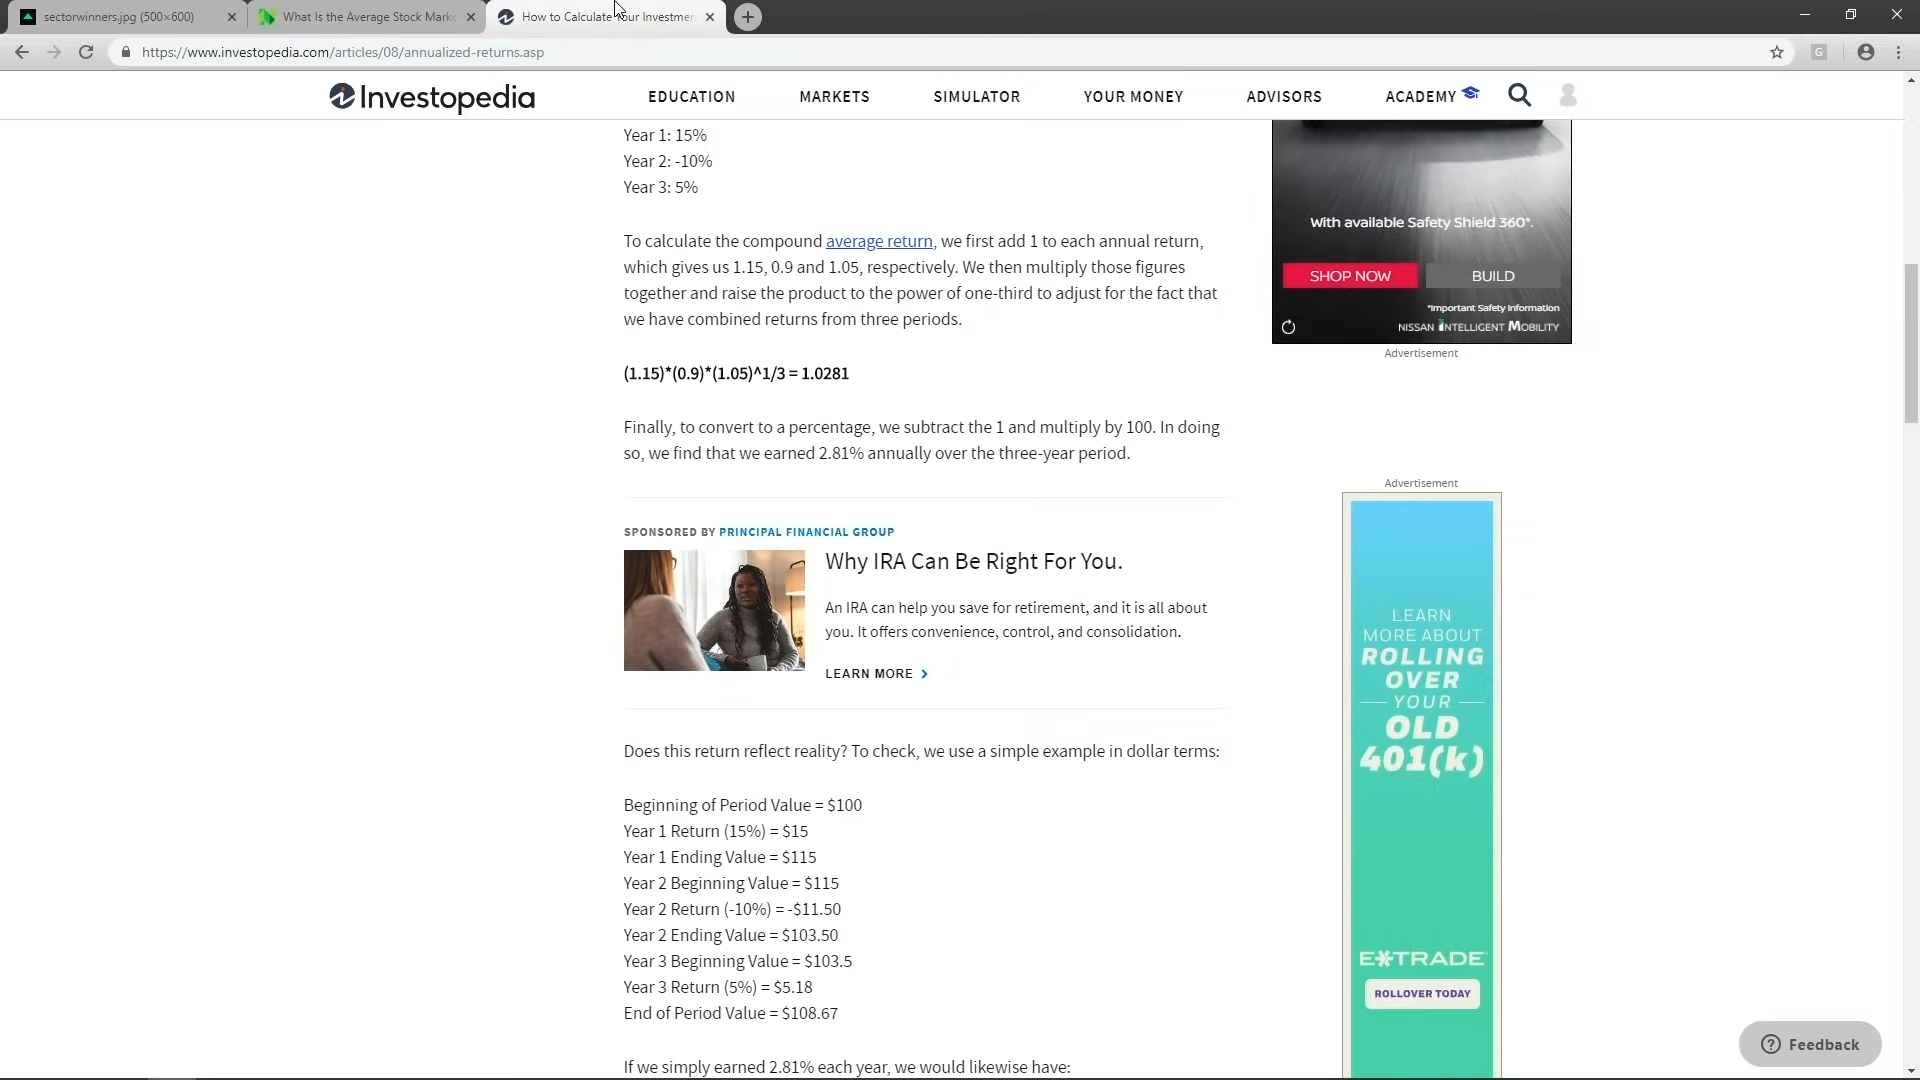 sectorwinners.jpg (500×600)
What Is the Average Stock Marke
How to Calculate Your Investmen
https://www.investopedia.com/articles/08/annualized-returns.asp
G
Investopedia
EDUCATION
MARKETS
SIMULATOR
YOUR MONEY
ADVISORS
ACADEMY
Year 1: 15%
Year 2: -10%
Year 3: 5%
To calculate the compound average return, we first add 1 to each annual return,
which gives us 1.15, 0.9 and 1.05, respectively. We then multiply those figures
together and raise the product to the power of one-third to adjust for the fact that
we have combined returns from three periods.
(1.15)*(0.9)*(1.05)^1/3 = 1.0281
Finally, to convert to a percentage, we subtract the 1 and multiply by 100. In doing
so, we find that we earned 2.81% annually over the three-year period.
SPONSORED BY PRINCIPAL FINANCIAL GROUP
Why IRA Can Be Right For You.
An IRA can help you save for retirement, and it is all about
you. It offers convenience, control, and consolidation.
LEARN MORE
Does this return reflect reality? To check, we use a simple example in dollar terms:
Beginning of Period Value = $100
Year 1 Return (15%) = $15
Year 1 Ending Value = $115
Year 2 Beginning Value = $115
Year 2 Return (-10%) = -$11.50
Year 2 Ending Value = $103.50
Year 3 Beginning Value = $103.5
Year 3 Return (5%) = $5.18
End of Period Value = $108.67
If we simply earned 2.81% each year, we would likewise have:
With available Safety Shield 360°.
SHOP NOW
BUILD
*Important Safety Information
NISSAN INTELLIGENT MOBILITY
Advertisement
Advertisement
LEARN
MORE ABOUT
ROLLING
OVER
YOUR
OLD
401(k)
E*TRADE
ROLLOVER TODAY
Feedback